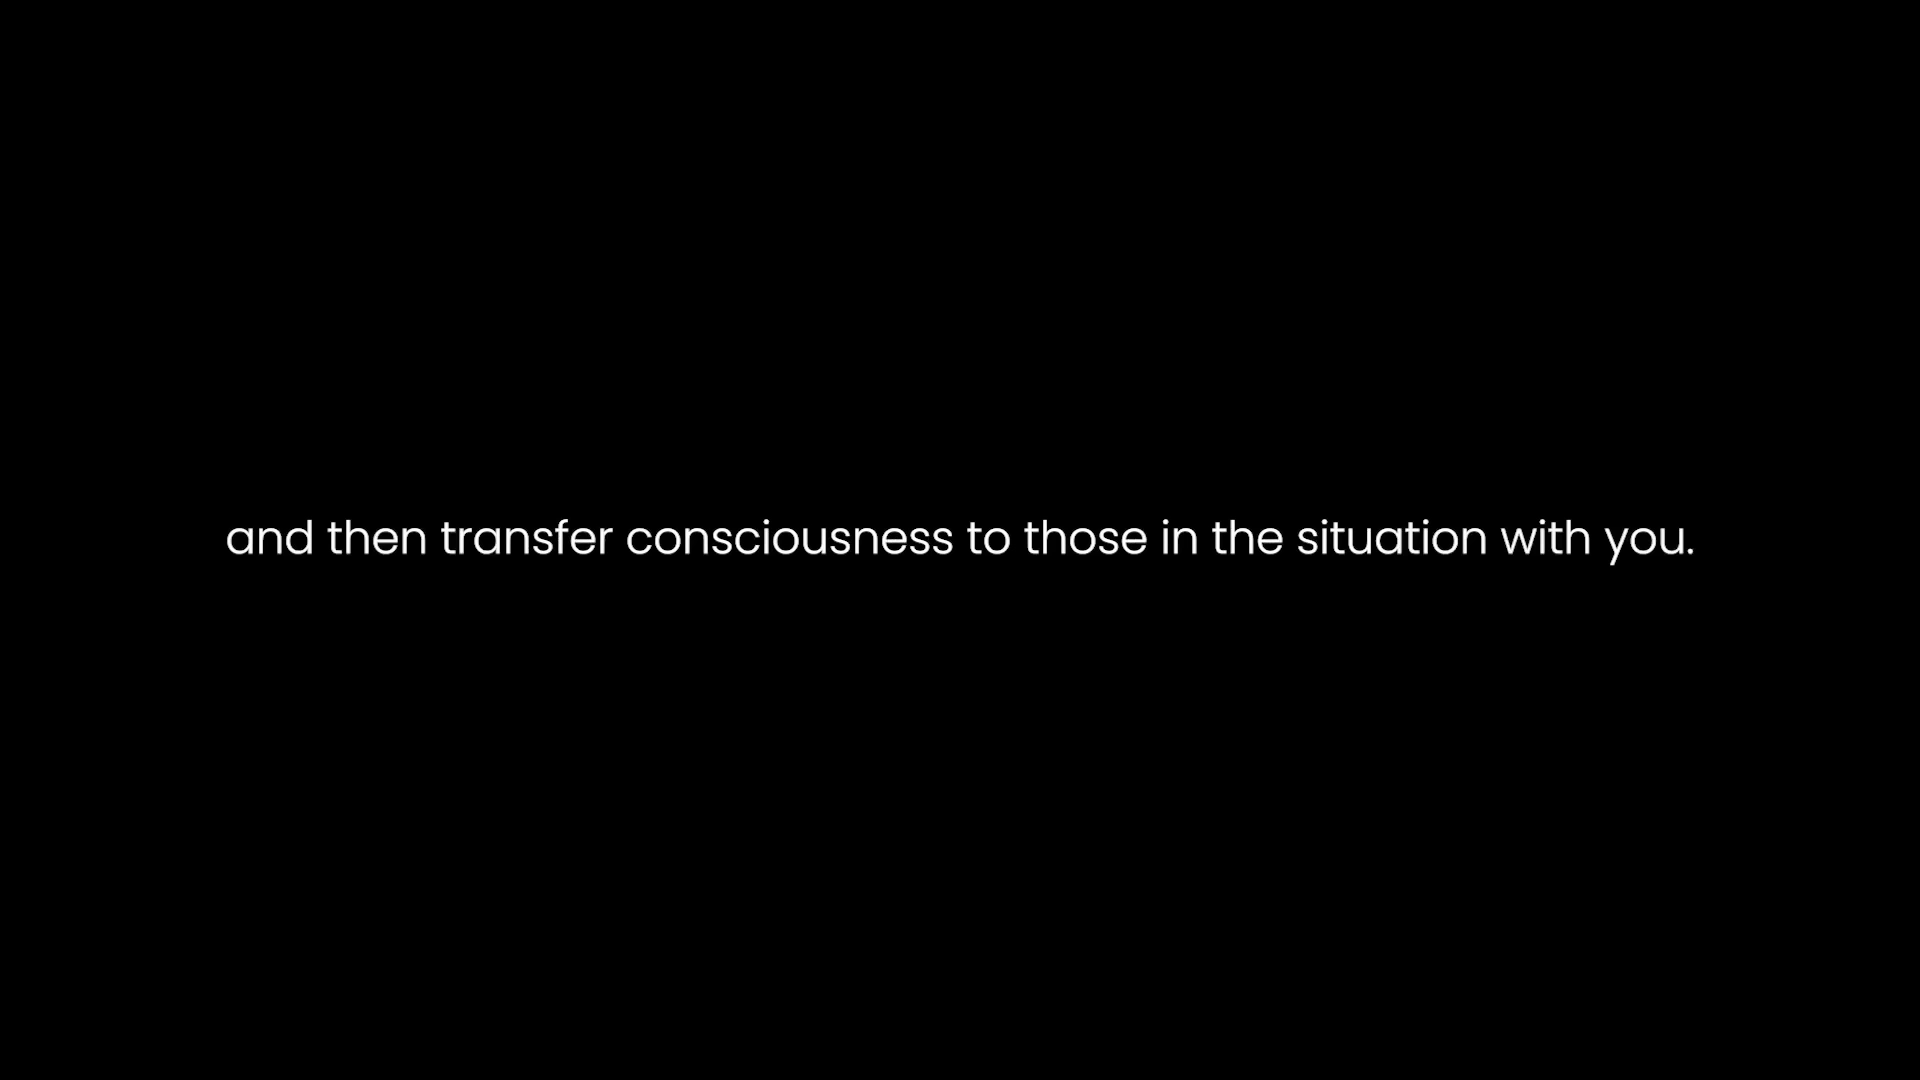 and then transfer consciousness to those in the situation with you.